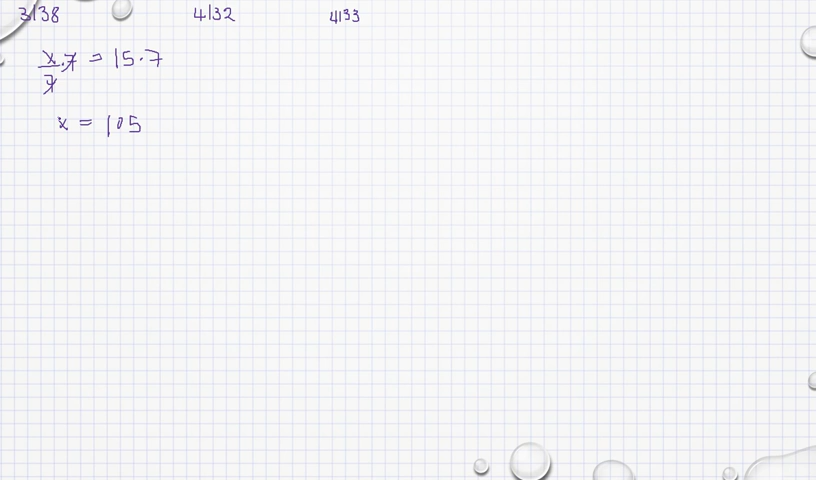 3138 4132 4133
x/7 · 7 = 15 · 7
x = 105